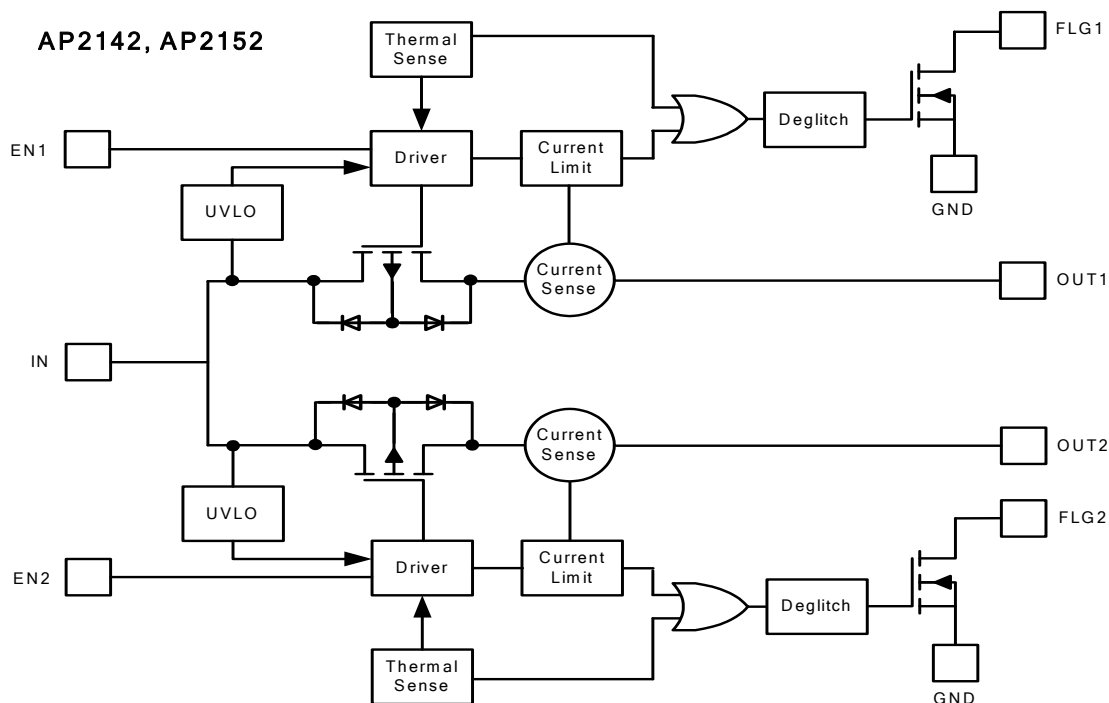 AP2142, AP2152
Thermal
Sense
FLG1
Deglitch
EN1
Driver
Current
Limit
UVLO
GND
Current
Sense
OUT1
IN
Current
Sense
OUT2
UVLO
FLG2
Driver
Current
Limit
EN2
Deglitch
Thermal
Sense
GND